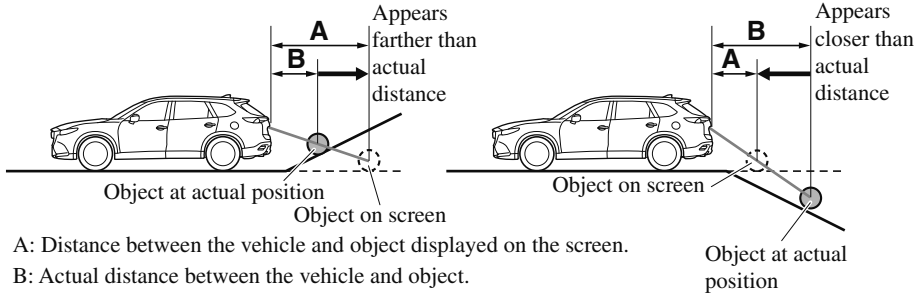 Appears
farther than
actual
distance
A
B
Object at actual position
Object on screen
Appears
closer than
actual
distance
B
A
Object on screen
Object at actual
position
A: Distance between the vehicle and object displayed on the screen.
B: Actual distance between the vehicle and object.